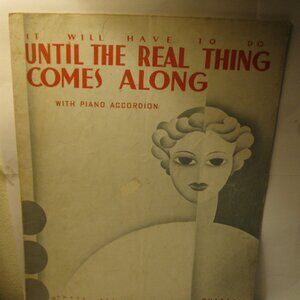 IT WILL HAVE TO DO
UNTIL THE REAL THING
COMES ALONG
WITH PIANO ACCORDION